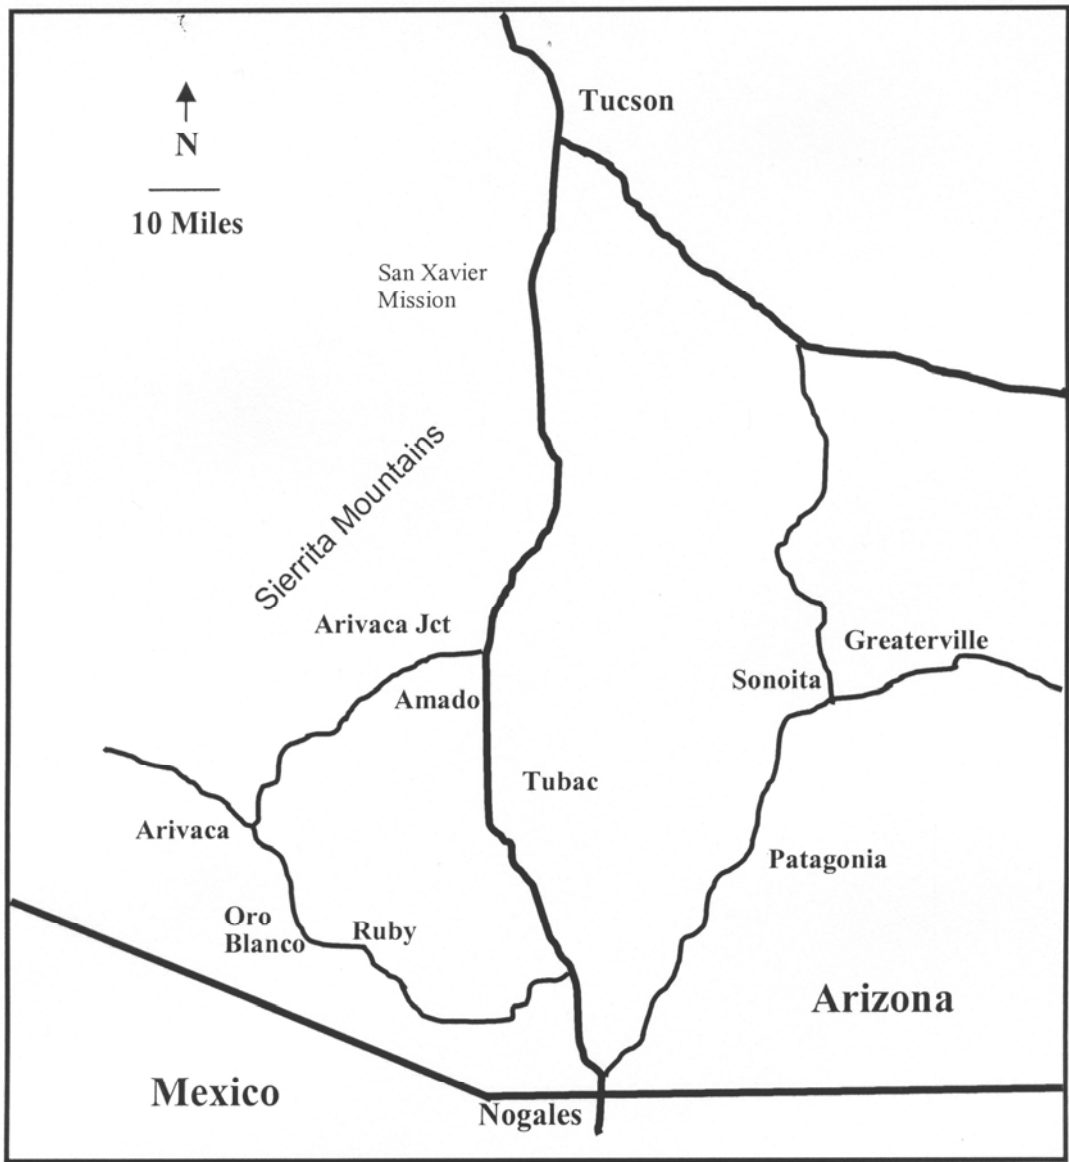 Tucson
N
10 Miles
San Xavier
Mission
Sierrita Mountains
Arivaca Jct
Greaterville
Sonoita
Amado
Tubac
Arivaca
Patagonia
Oro
Blanco
Ruby
Arizona
Mexico
Nogales